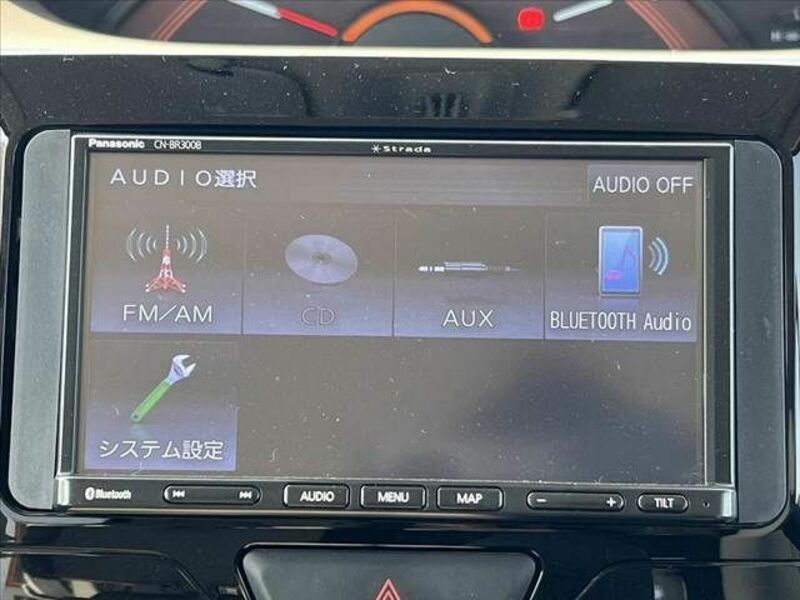 Panasonic CN-BR300B
Strada
AUDIO選択
AUDIO OFF
FM/AM
CD
AUX
BLUETOOTH Audio
システム設定
Bluetooth
AUDIO
MENU
MAP
− +
TILT